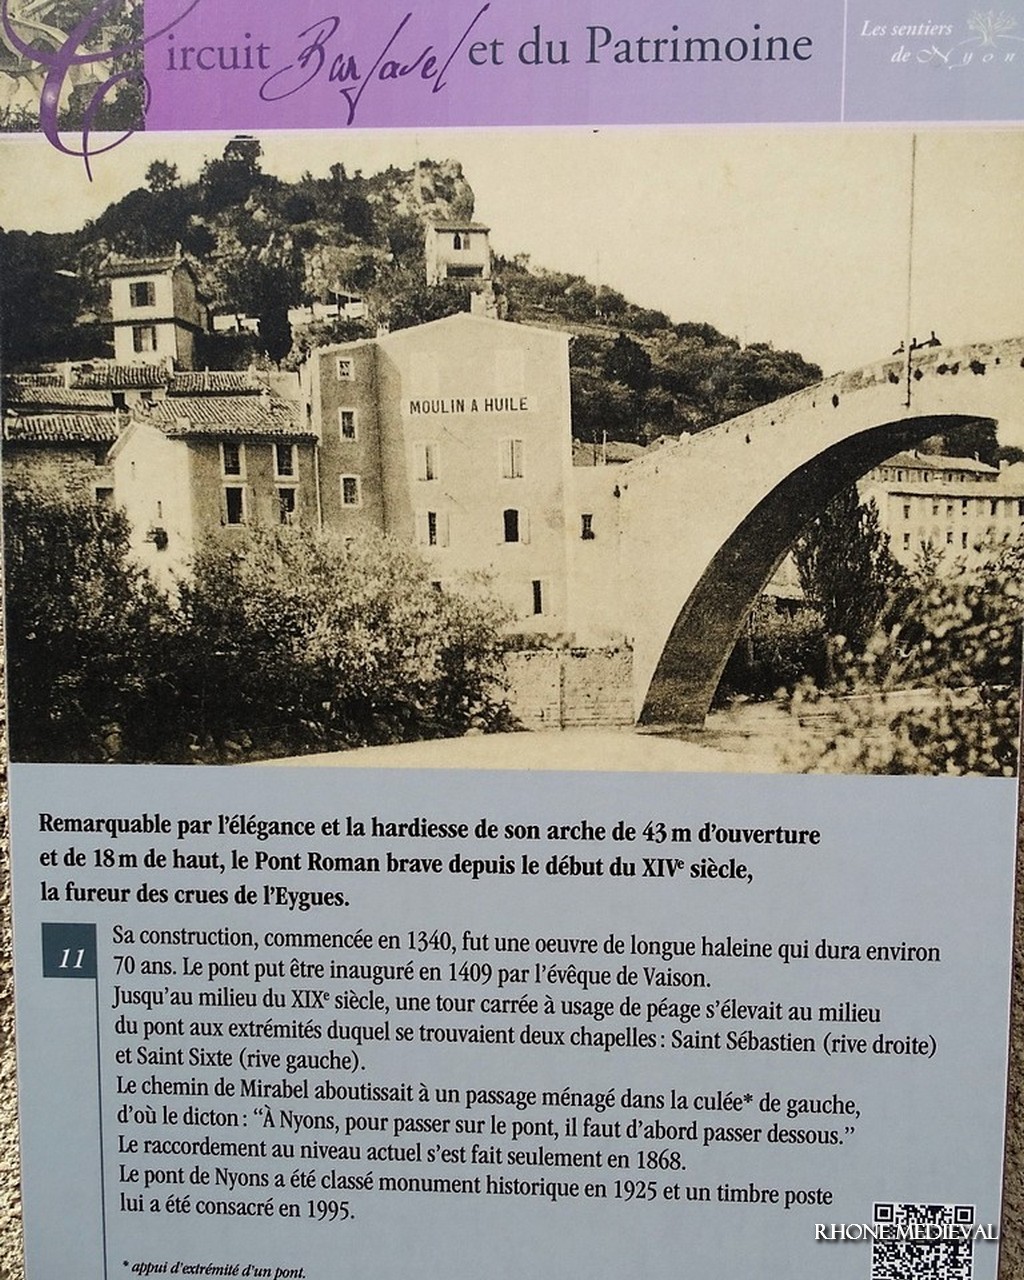 Circuit Barjavel et du Patrimoine
Les sentiers
de Nyon
MOULIN A HUILE
Remarquable par l'élégance et la hardiesse de son arche de 43 m d'ouverture
et de 18 m de haut, le Pont Roman brave depuis le début du XIVe siècle,
la fureur des crues de l'Eygues.
11
Sa construction, commencée en 1340, fut une oeuvre de longue haleine qui dura environ
70 ans. Le pont put être inauguré en 1409 par l'évêque de Vaison.
Jusqu'au milieu du XIXe siècle, une tour carrée à usage de péage s'élevait au milieu
du pont aux extrémités duquel se trouvaient deux chapelles : Saint Sébastien (rive droite)
et Saint Sixte (rive gauche).
Le chemin de Mirabel aboutissait à un passage ménagé dans la culée* de gauche,
d'où le dicton : “À Nyons, pour passer sur le pont, il faut d'abord passer dessous.”
Le raccordement au niveau actuel s'est fait seulement en 1868.
Le pont de Nyons a été classé monument historique en 1925 et un timbre poste
lui a été consacré en 1995.
RHONE MEDIEVAL
* appui d'extrémité d'un pont.